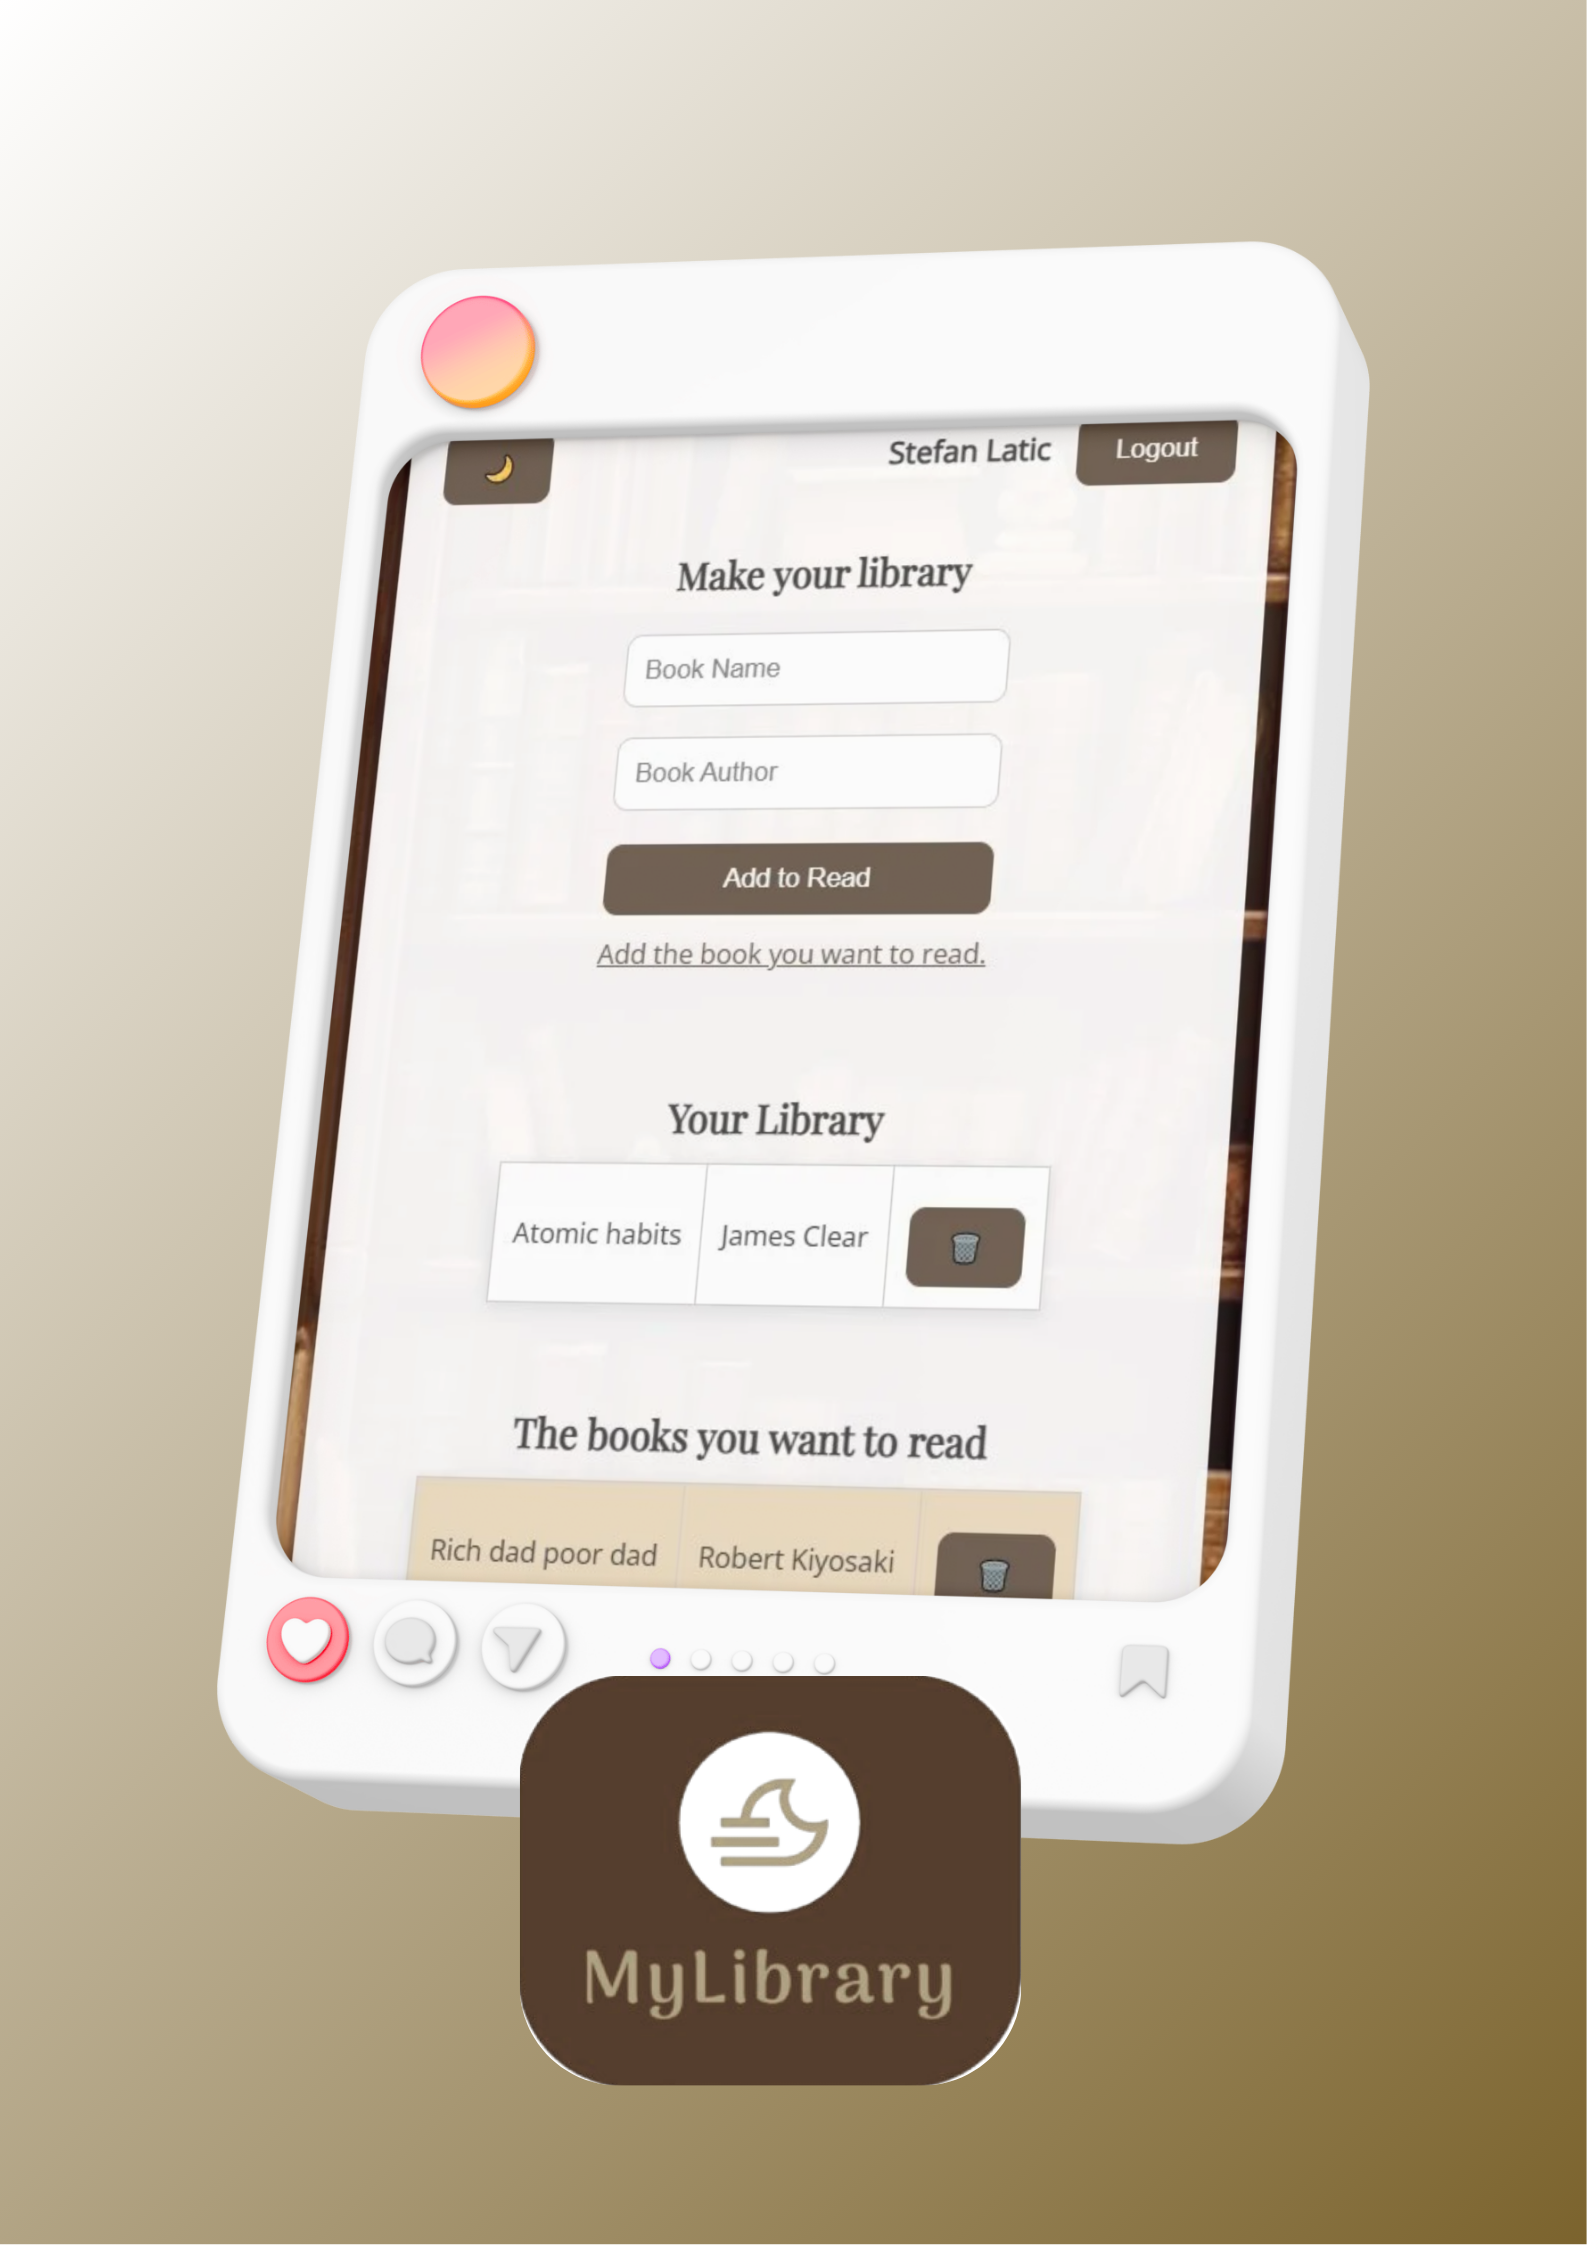 Stefan Latic
Logout
Make your library
Book Name
Book Author
Add to Read
Add the book you want to read.
Your Library
Atomic habits
James Clear
The books you want to read
Rich dad poor dad
Robert Kiyosaki
MyLibrary